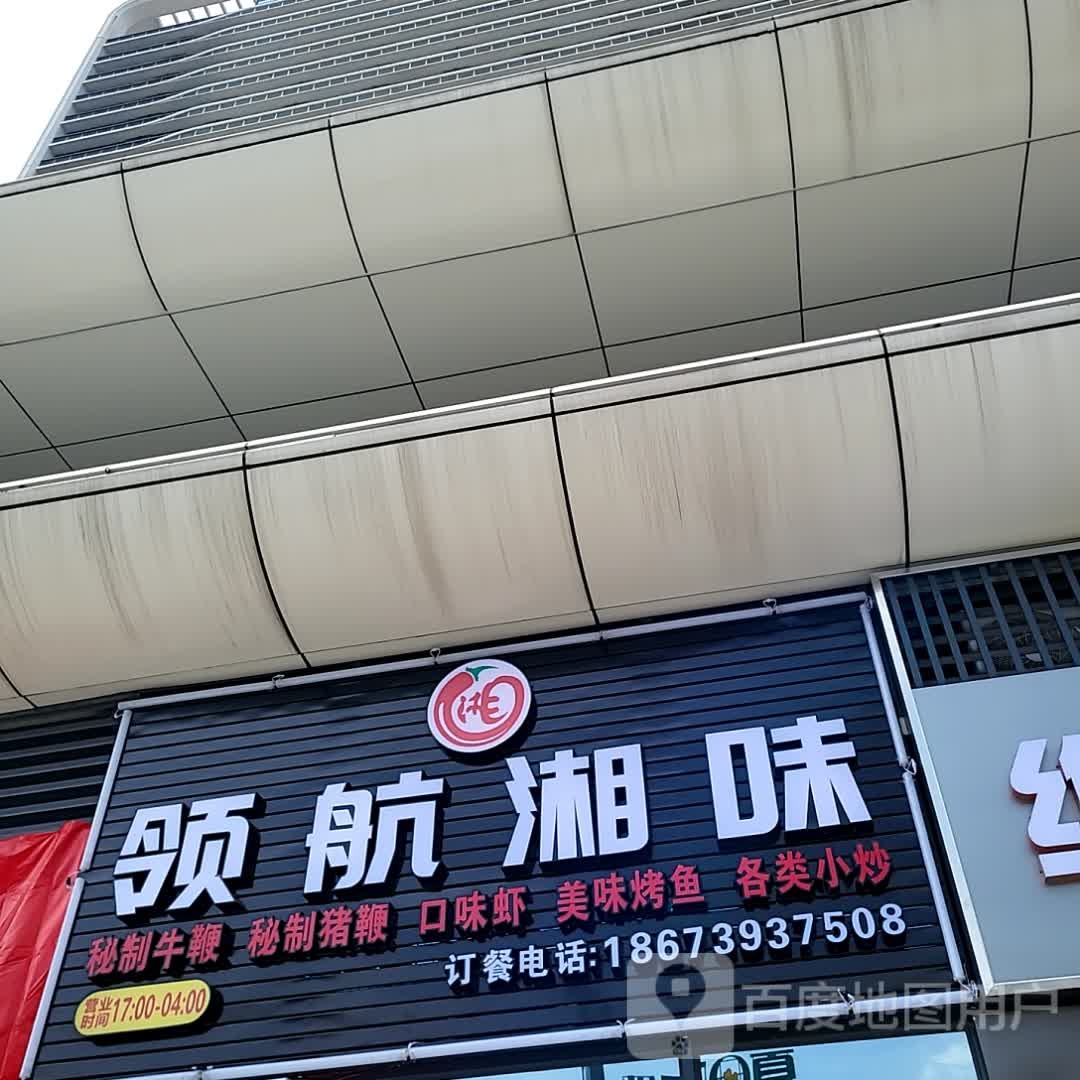 湘
领航湘味
秘制牛鞭 秘制猪鞭 口味虾 美味烤鱼 各类小炒
订餐电话:18673937508
营业时间17:00-04:00
百度地图用户